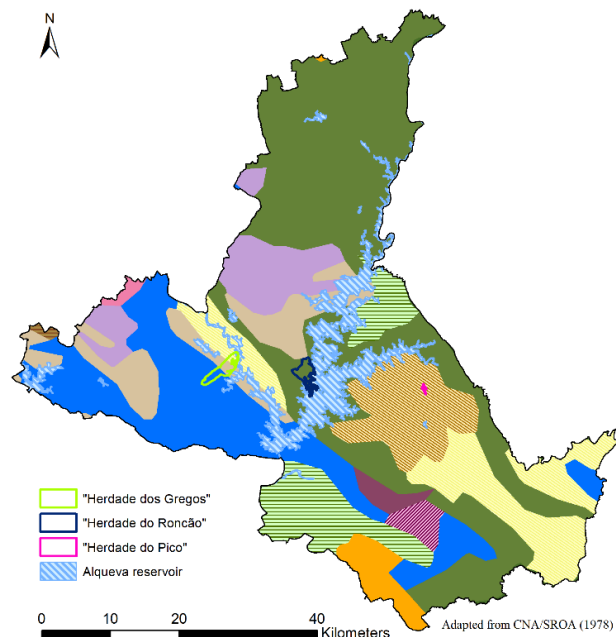 N
"Herdade dos Gregos"
"Herdade do Roncão"
"Herdade do Pico"
Alqueva reservoir
0 10 20 40
Kilometers
Adapted from CNA/SROA (1978)